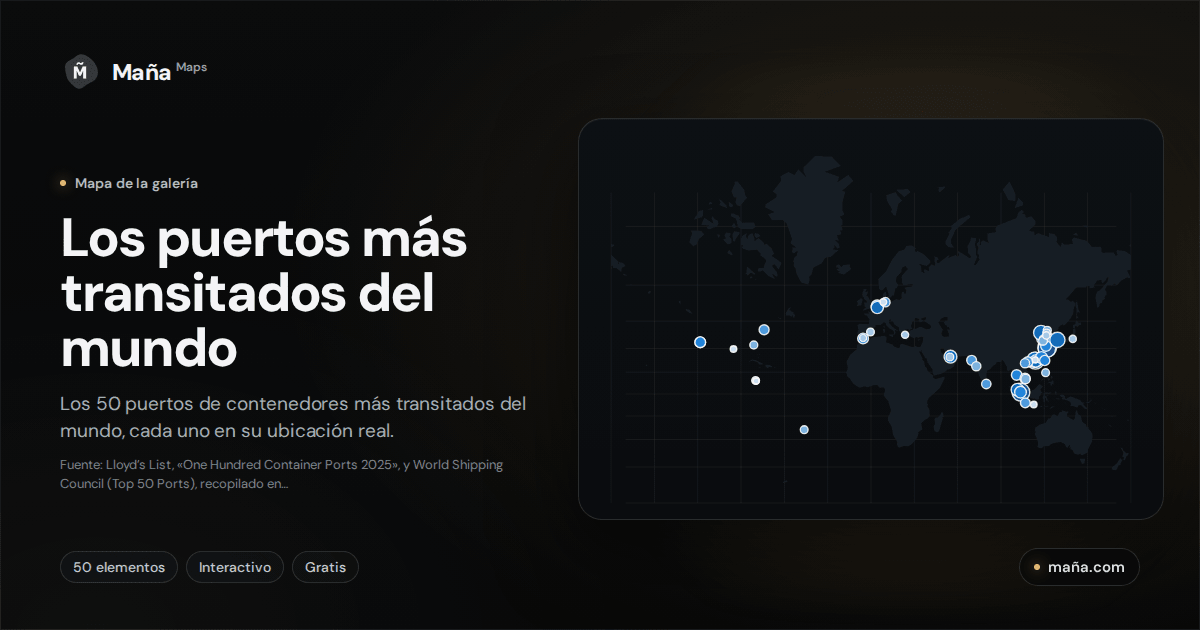 Maña Maps
Mapa de la galería
Los puertos más
transitados del
mundo
Los 50 puertos de contenedores más transitados del
mundo, cada uno en su ubicación real.
Fuente: Lloyd's List, «One Hundred Container Ports 2025», y World Shipping
Council (Top 50 Ports), recopilado en…
50 elementos
Interactivo
Gratis
maña.com